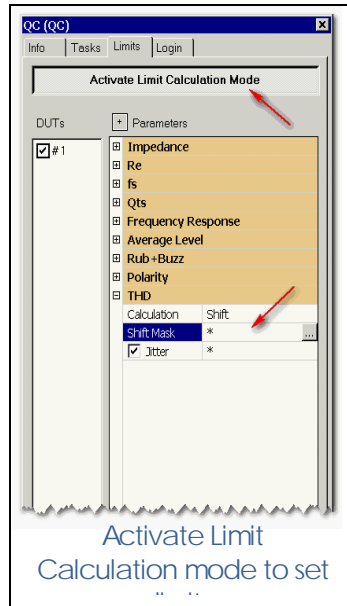 QC (QC)
Info Tasks Limits Login
Activate Limit Calculation Mode
DUTs + Parameters
#1
Impedance
Re
fs
Qts
Frequency Response
Average Level
Rub+Buzz
Polarity
THD
Calculation Shift
Shift Mask * ...
Jitter *
Activate Limit
Calculation mode to set